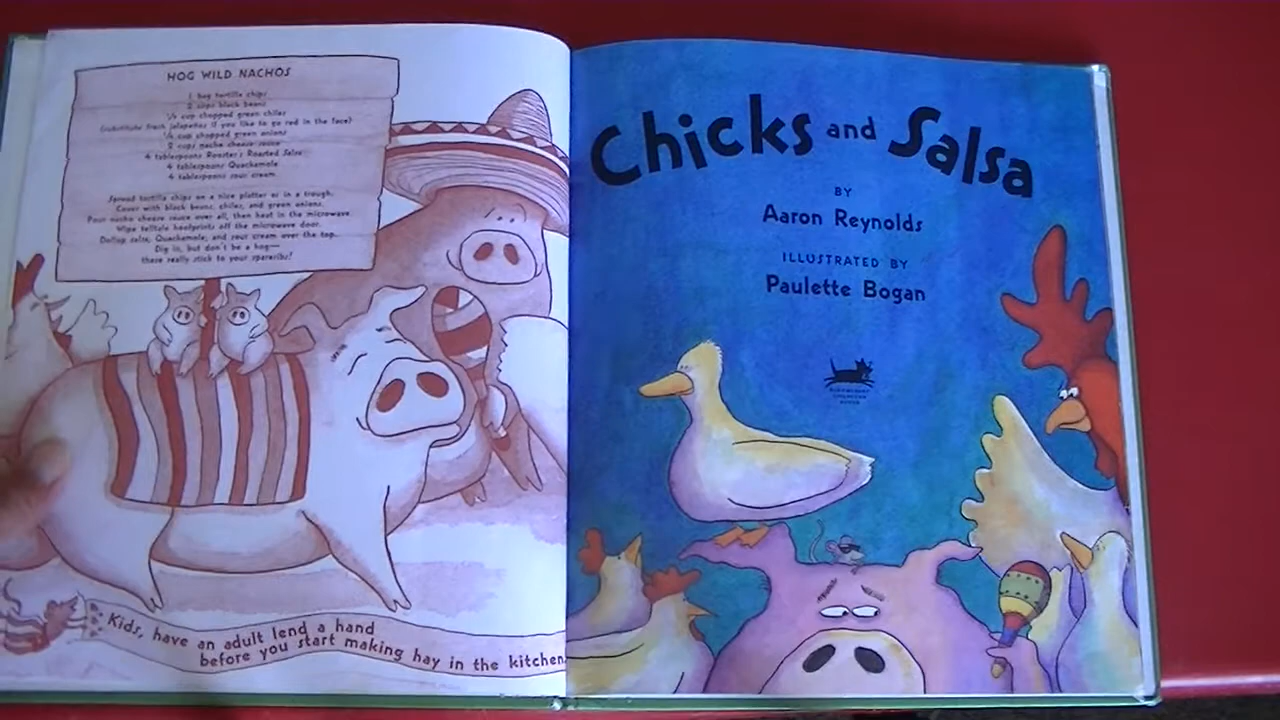 HOG WILD NACHOS
1 bag tortilla chips
2 cups black beans
cup chopped green chiles
(substitute fresh jalapeños if you like to go red in the face)
cup chopped green onions
2 cups nacho cheese sauce
4 tablespoons Rooster's Roasted Salsa
4 tablespoons Quackamole
4 tablespoons sour cream
Spread tortilla chips on a nice platter or in a trough.
Cover with black beans, chiles, and green onions.
Pour nacho cheese sauce over all, then heat in the microwave.
Wipe telltale hoofprints off the microwave door.
Dollop salsa, Quackamole, and sour cream over the top.
Dig in, but don't be a hog—
these really stick to your spareribs!
Kids, have an adult lend a hand
before you start making hay in the kitchen.
Chicks and Salsa
BY
Aaron Reynolds
ILLUSTRATED BY
Paulette Bogan